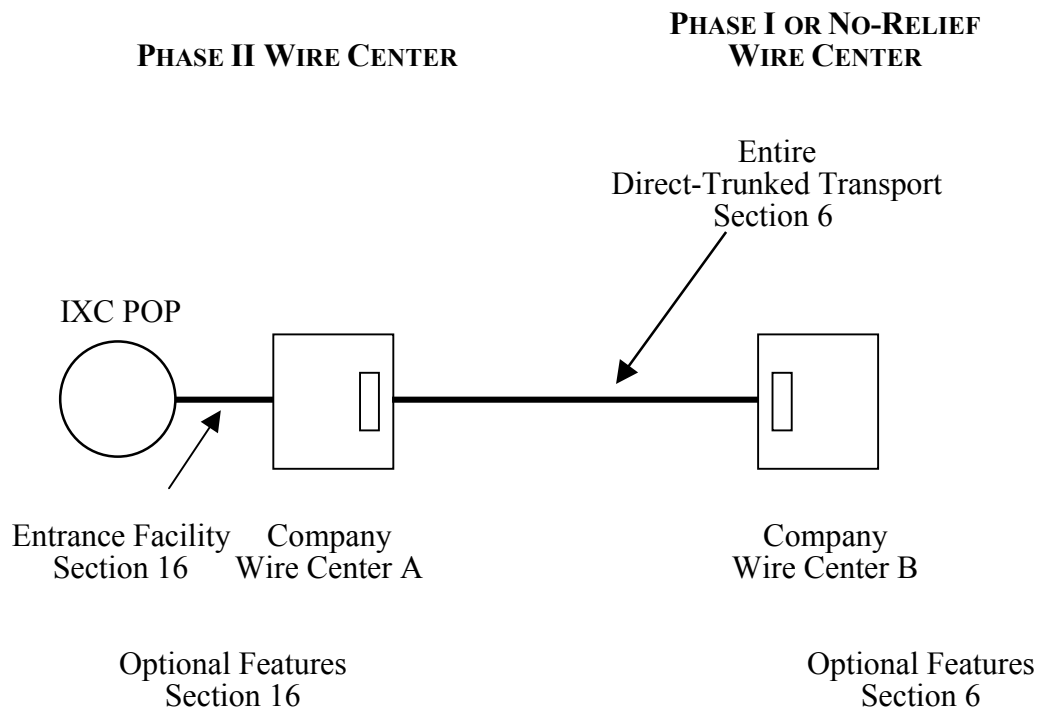 PHASE II WIRE CENTER
PHASE I OR NO-RELIEF
WIRE CENTER
Entire
Direct-Trunked Transport
Section 6
IXC POP
Entrance Facility
Section 16
Company
Wire Center A
Company
Wire Center B
Optional Features
Section 16
Optional Features
Section 6